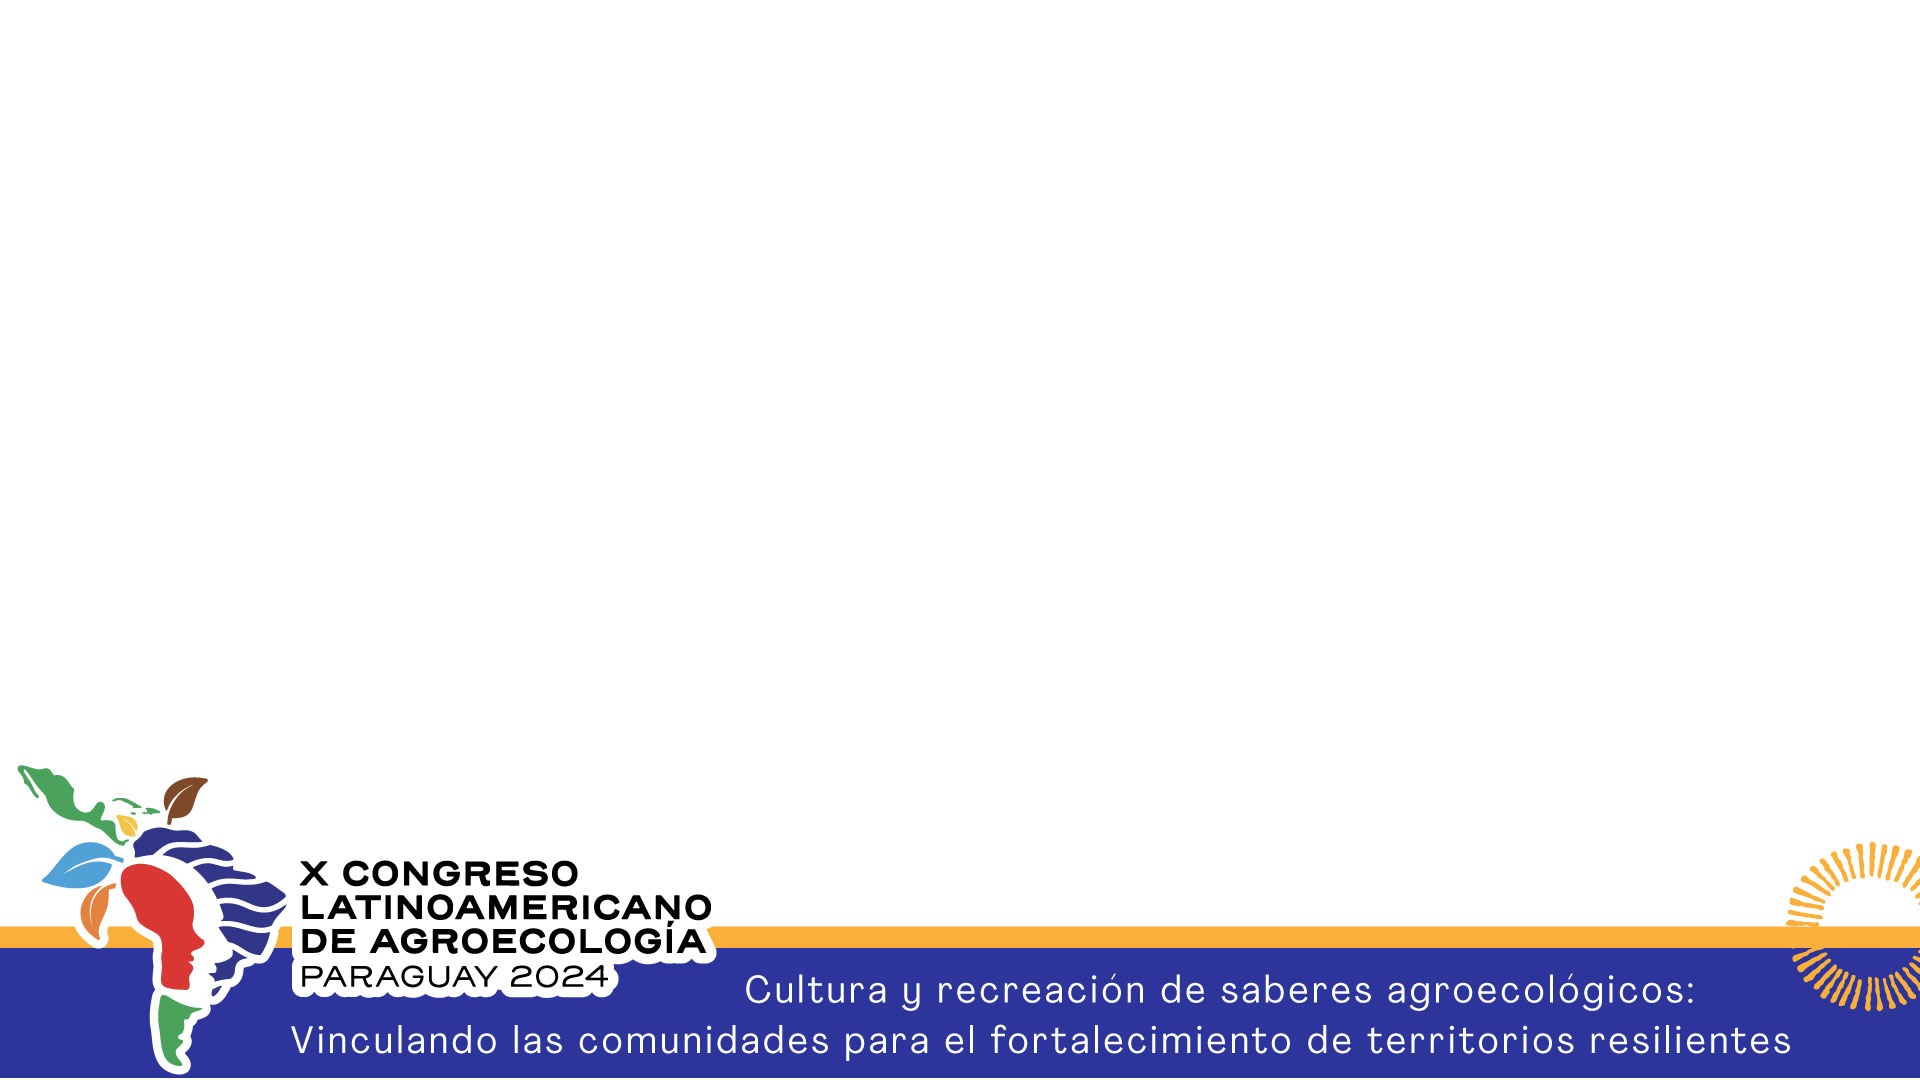 X CONGRESO
LATINOAMERICANO
DE AGROECOLOGÍA
PARAGUAY 2024
Cultura y recreación de saberes agroecológicos:
Vinculando las comunidades para el fortalecimiento de territorios resilientes